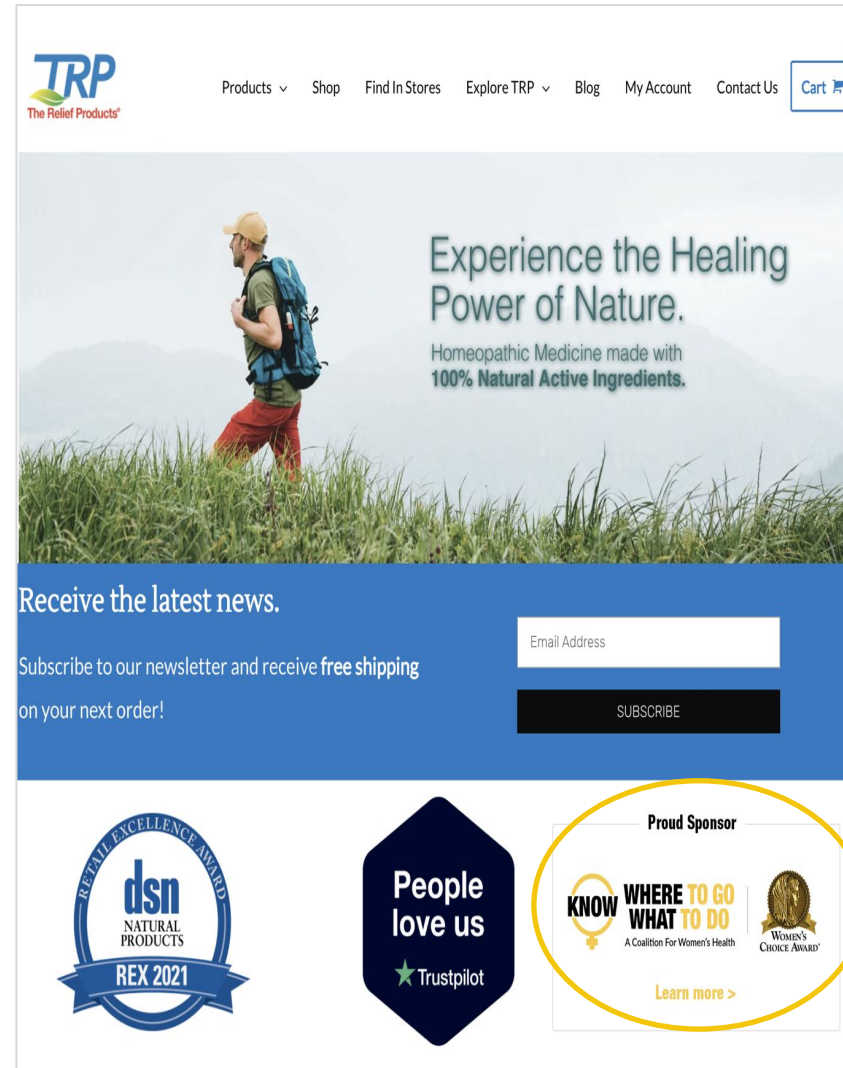 TRP
The Relief Products®
Products
Shop
Find In Stores
Explore TRP
Blog
My Account
Contact Us
Cart
Experience the Healing
Power of Nature.
Homeopathic Medicine made with
100% Natural Active Ingredients.
Receive the latest news.
Subscribe to our newsletter and receive free shipping
on your next order!
Email Address
SUBSCRIBE
RETAIL EXCELLENCE AWARD
dsn
NATURAL
PRODUCTS
REX 2021
People
love us
Trustpilot
Proud Sponsor
KNOW WHERE TO GO
WHAT TO DO
A Coalition For Women's Health
WOMEN'S
CHOICE AWARD®
Learn more >